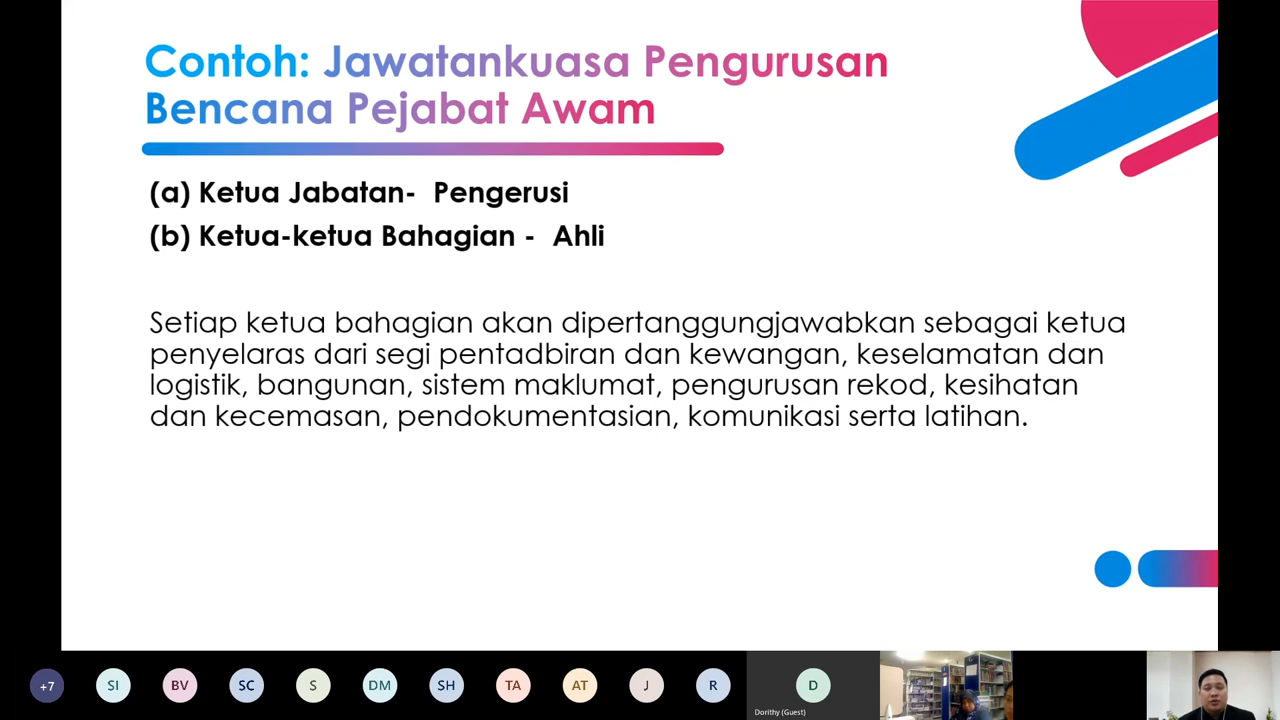 Contoh: Jawatankuasa Pengurusan
Bencana Pejabat Awam
(a) Ketua Jabatan- Pengerusi
(b) Ketua-ketua Bahagian - Ahli
Setiap ketua bahagian akan dipertanggungjawabkan sebagai ketua
penyelaras dari segi pentadbiran dan kewangan, keselamatan dan
logistik, bangunan, sistem maklumat, pengurusan rekod, kesihatan
dan kecemasan, pendokumentasian, komunikasi serta latihan.
+7 SI BV SC S DM SH TA AT J R D
Dorithy (Guest)